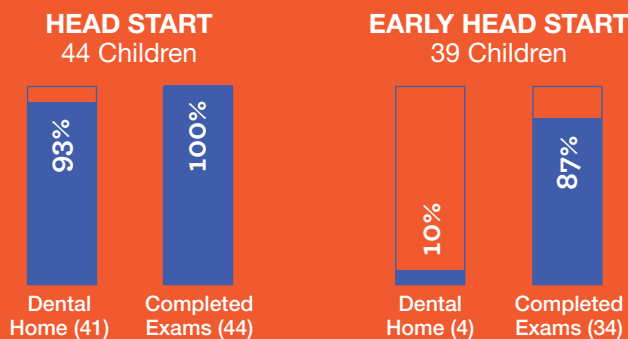 HEAD START
44 Children
93%
100%
Dental
Home (41)
Completed
Exams (44)
EARLY HEAD START
39 Children
10%
87%
Dental
Home (4)
Completed
Exams (34)